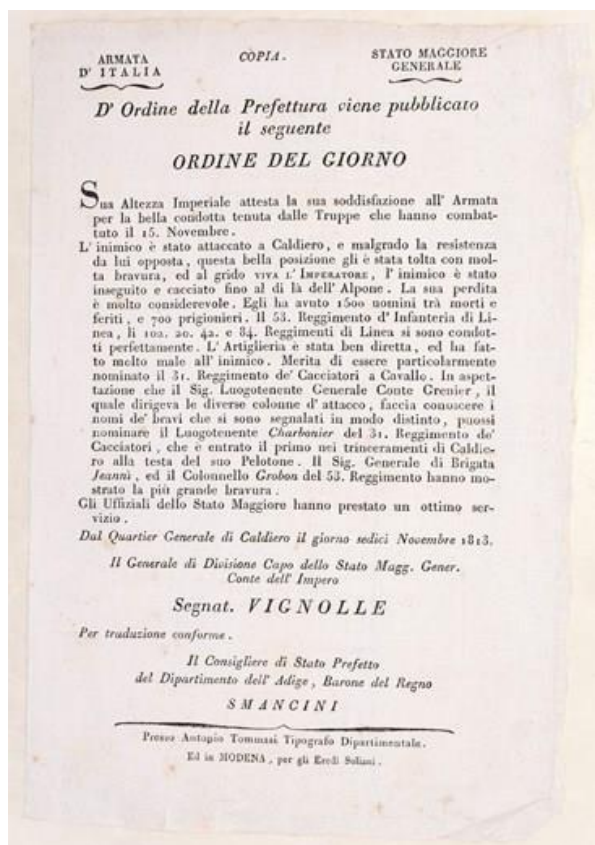 ARMATA
D' ITALIA
COPIA.
STATO MAGGIORE
GENERALE
D' Ordine della Prefettura viene pubblicato
il seguente
ORDINE DEL GIORNO
Sua Altezza Imperiale attesta la sua soddisfazione all' Armata
per la bella condotta tenuta dalle Truppe che hanno combat-
tuto il 15. Novembre.
L' inimico è stato attaccato a Caldiero, e malgrado la resistenza
da lui opposta, questa bella posizione gli è stata tolta con mol-
ta bravura, ed al grido VIVA L' IMPERATORE, l' inimico è stato
inseguito e cacciato fino al di là dell' Alpone. La sua perdita
è molto considerevole. Egli ha avuto 1500 uomini trà morti e
feriti, e 700 prigionieri. Il 53. Reggimento d' Infanteria di Li-
nea, li 102. 20. 42. e 84. Reggimenti di Linea si sono condot-
ti perfettamente. L' Artiglieria è stata ben diretta, ed ha fat-
to molto male all' inimico. Merita di essere particolarmente
nominato il 31. Reggimento de' Cacciatori a Cavallo. In aspet-
tazione che il Sig. Luogotenente Generale Conte Grenier, il
quale dirigeva le diverse colonne d' attacco, faccia conoscere i
nomi de' bravi che si sono segnalati in modo distinto, puossi
nominare il Luogotenente Charbonier del 31. Reggimento de'
Cacciatori, che è entrato il primo nei trinceramenti di Caldie-
ro alla testa del suo Pelotone. Il Sig. Generale di Brigata
Jeanni, ed il Colonnello Grobon del 53. Reggimento hanno mo-
strato la più grande bravura.
Gli Uffiziali dello Stato Maggiore hanno prestato un ottimo ser-
vizio.
Dal Quartier Generale di Caldiero il giorno sedici Novembre 1813.
Il Generale di Divisione Capo dello Stato Magg. Gener.
Conte dell' Impero
Segnat. VIGNOLLE
Per traduzione conforme.
Il Consigliere di Stato Prefetto
del Dipartimento dell' Adige, Barone del Regno
SMANCINI
Presso Antonio Tommasi Tipografo Dipartimentale.
Ed in MODENA, per gli Eredi Soliani.